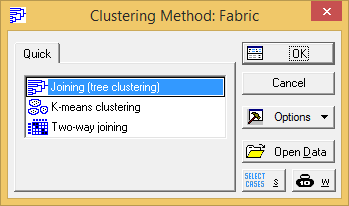 Clustering Method: Fabric
Quick
OK
Joining (tree clustering)
K-means clustering
Two-way joining
Cancel
Options
Open Data
SELECT
CASES
S
W